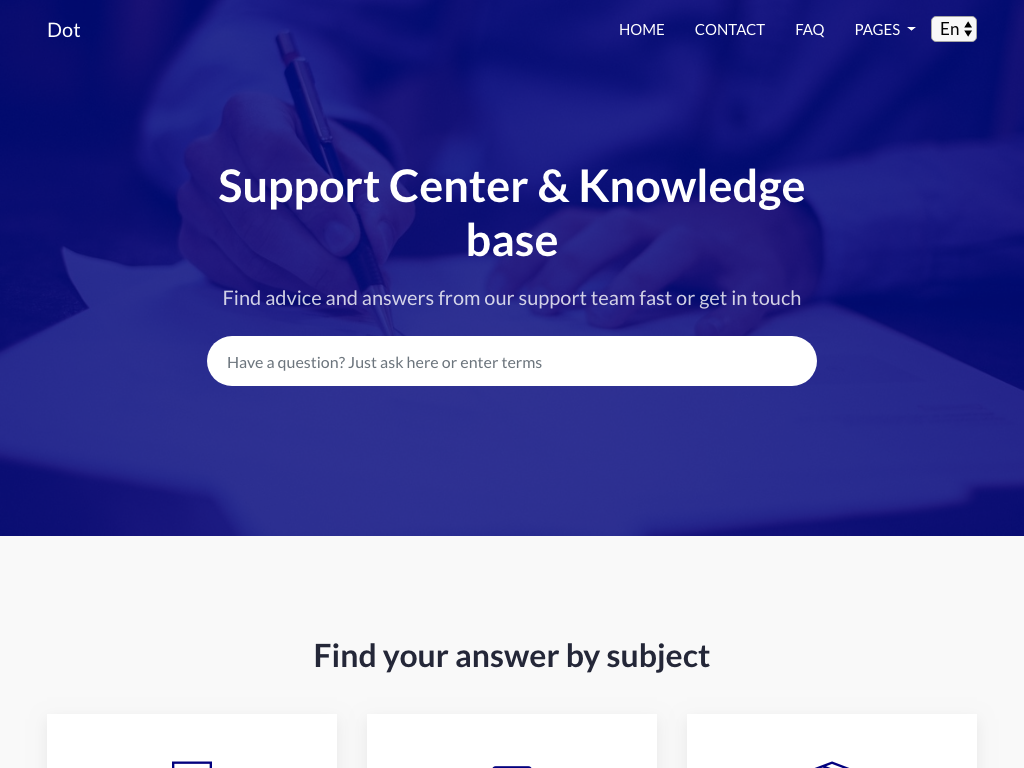 Dot
HOME
CONTACT
FAQ
PAGES
En
Support Center & Knowledge
base
Find advice and answers from our support team fast or get in touch
Have a question? Just ask here or enter terms
Find your answer by subject